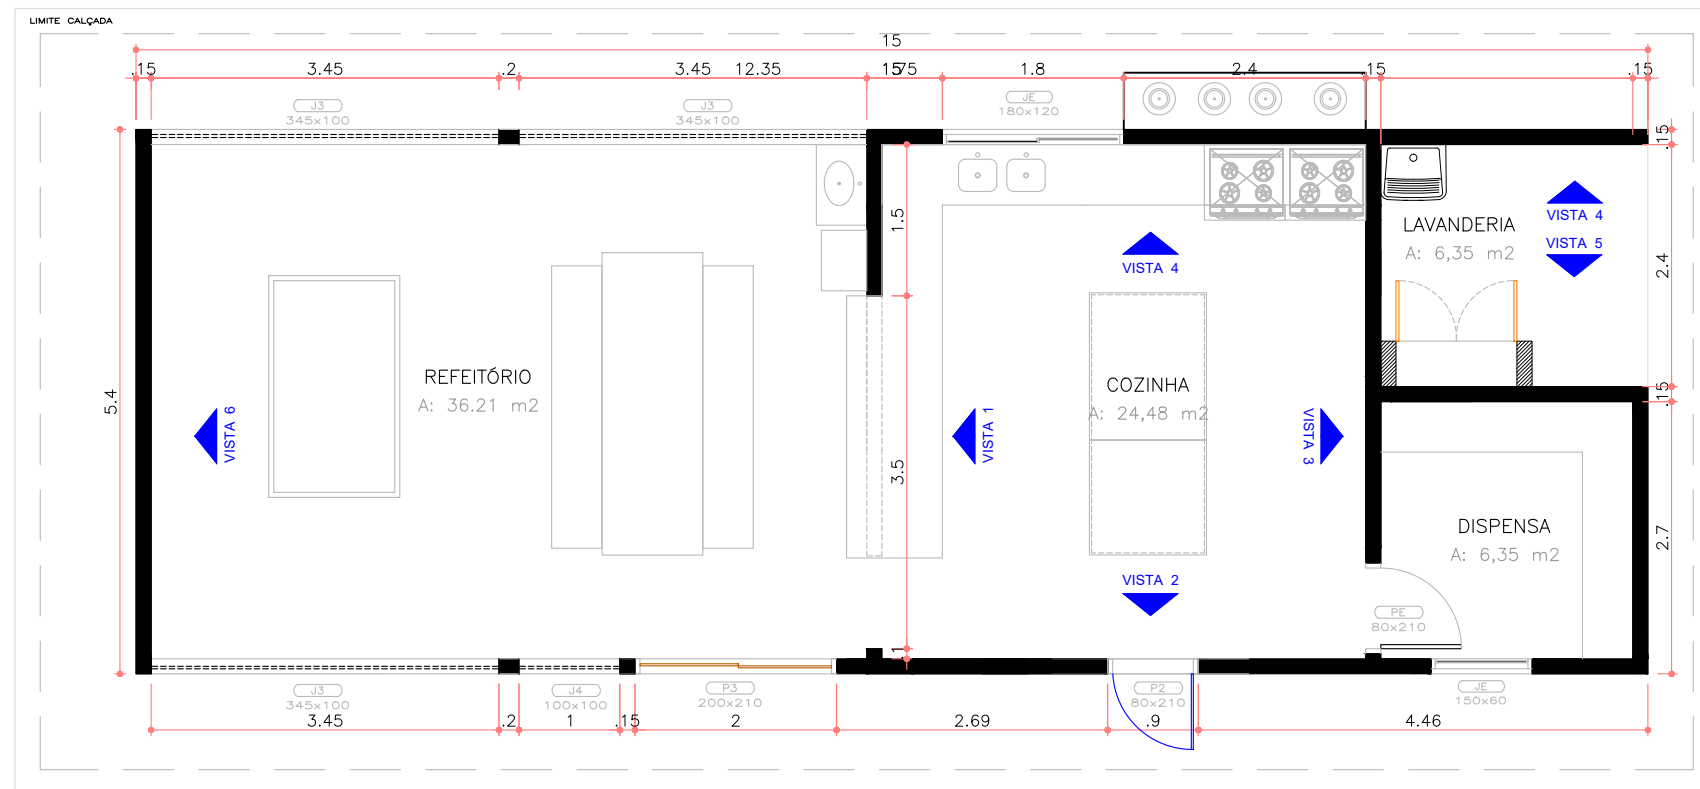 LIMITE CALÇADA
15
.15 3.45 .2 3.45 12.35 .15 .75 1.8 2.4 .15 .15
J3
345x100
J3
345x100
JE
180x120
.15
1.5
2.4
LAVANDERIA
A: 6,35 m2
VISTA 4
VISTA 5
VISTA 4
REFEITÓRIO
A: 36.21 m2
COZINHA
A: 24,48 m2
5.4
VISTA 6
VISTA 1
VISTA 3
.15
3.5
2.7
DISPENSA
A: 6,35 m2
VISTA 2
PE
80x210
.1
J3
345x100
J4
100x100
P3
200x210
P2
80x210
JE
150x60
3.45 .2 1 .15 2 2.69 .9 4.46